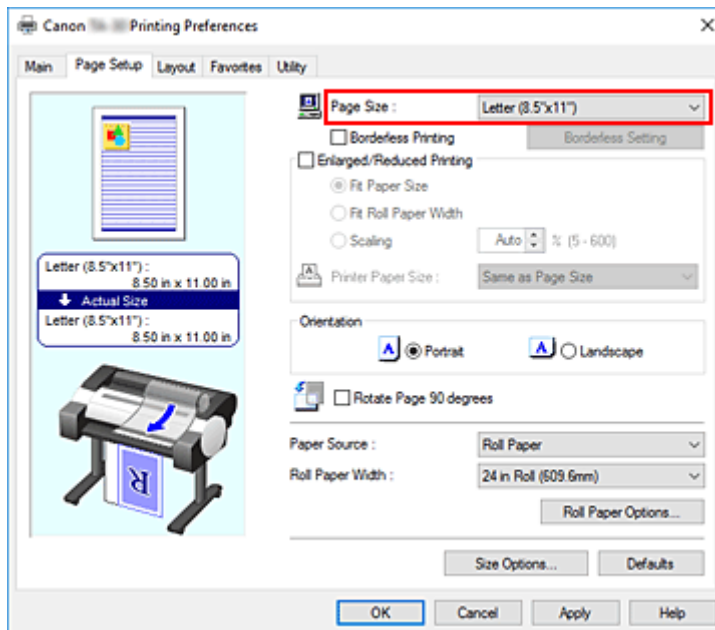 Canon Printing Preferences
Main Page Setup Layout Favorites Utility
Page Size : Letter (8.5"x11")
Borderless Printing Borderless Setting
Enlarged/Reduced Printing
Fit Paper Size
Fit Roll Paper Width
Scaling Auto % (5 - 600)
Printer Paper Size : Same as Page Size
Letter (8.5"x11") :
8.50 in x 11.00 in
Actual Size
Letter (8.5"x11") :
8.50 in x 11.00 in
Orientation
A Portrait A Landscape
Rotate Page 90 degrees
Paper Source : Roll Paper
Roll Paper Width : 24 in Roll (609.6mm)
R
Roll Paper Options...
Size Options... Defaults
OK Cancel Apply Help